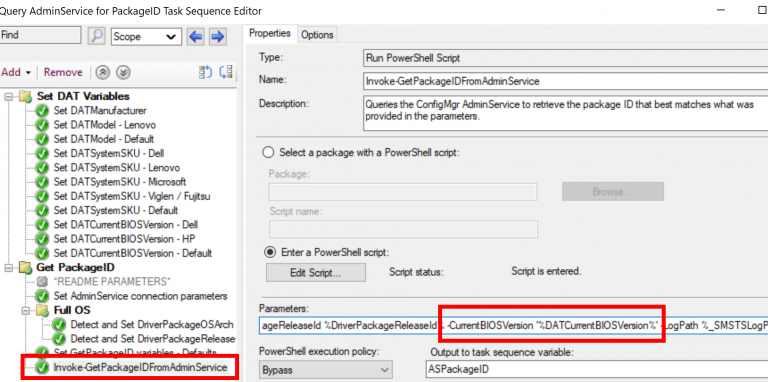 Query AdminService for PackageID Task Sequence Editor
Find
Scope
Add
Remove
Set DAT Variables
Set DATManufacturer
Set DATModel - Lenovo
Set DATModel - Default
Set DATSystemSKU - Dell
Set DATSystemSKU - Lenovo
Set DATSystemSKU - Microsoft
Set DATSystemSKU - Viglen / Fujitsu
Set DATSystemSKU - Default
Set DATCurrentBIOSVersion - Dell
Set DATCurrentBIOSVersion - HP
Set DATCurrentBIOSVersion - Default
Get PackageID
*README PARAMETERS*
Set AdminService connection parameters
Full OS
Detect and Set DriverPackageOSArch
Detect and Set DriverPackageRelease
Set GetPackageID variables - Defaults
Invoke-GetPackageIDFromAdminService
Properties
Options
Type:
Run PowerShell Script
Name:
Invoke-GetPackageIDFromAdminService
Description:
Queries the ConfigMgr AdminService to retrieve the package ID that best matches what was
provided in the parameters.
Select a package with a PowerShell script:
Package:
Browse...
Script name:
Enter a PowerShell script:
Edit Script...
Script status:
Script is entered.
Parameters:
ageReleaseId %DriverPackageReleaseId% -CurrentBIOSVersion "%DATCurrentBIOSVersion%" -LogPath %_SMSTSLogP
PowerShell execution policy:
Output to task sequence variable:
Bypass
ASPackageID